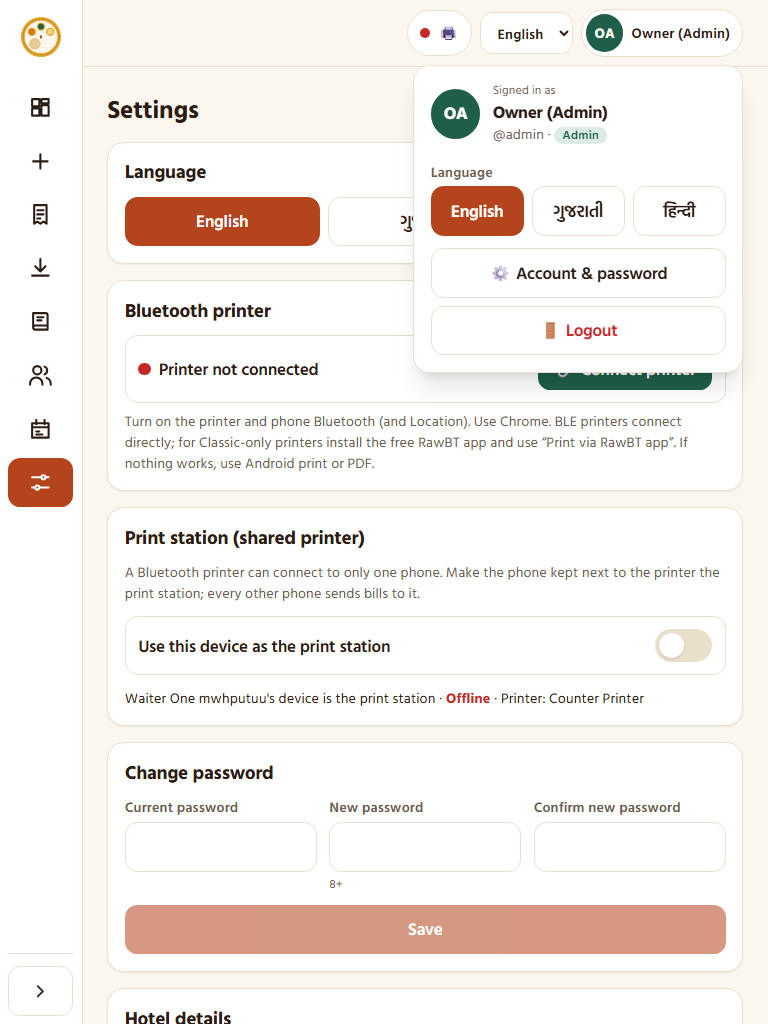 English
OA
Owner (Admin)
Signed in as
OA
Owner (Admin)
@admin · Admin
Language
English
ગુજરાતી
हिन्दी
Account & password
Logout
Settings
Language
English
Bluetooth printer
Printer not connected
Connect printer
Turn on the printer and phone Bluetooth (and Location). Use Chrome. BLE printers connect
directly; for Classic-only printers install the free RawBT app and use “Print via RawBT app”. If
nothing works, use Android print or PDF.
Print station (shared printer)
A Bluetooth printer can connect to only one phone. Make the phone kept next to the printer the
print station; every other phone sends bills to it.
Use this device as the print station
Waiter One mwhputuu's device is the print station · Offline · Printer: Counter Printer
Change password
Current password
New password
Confirm new password
8+
Save
Hotel details